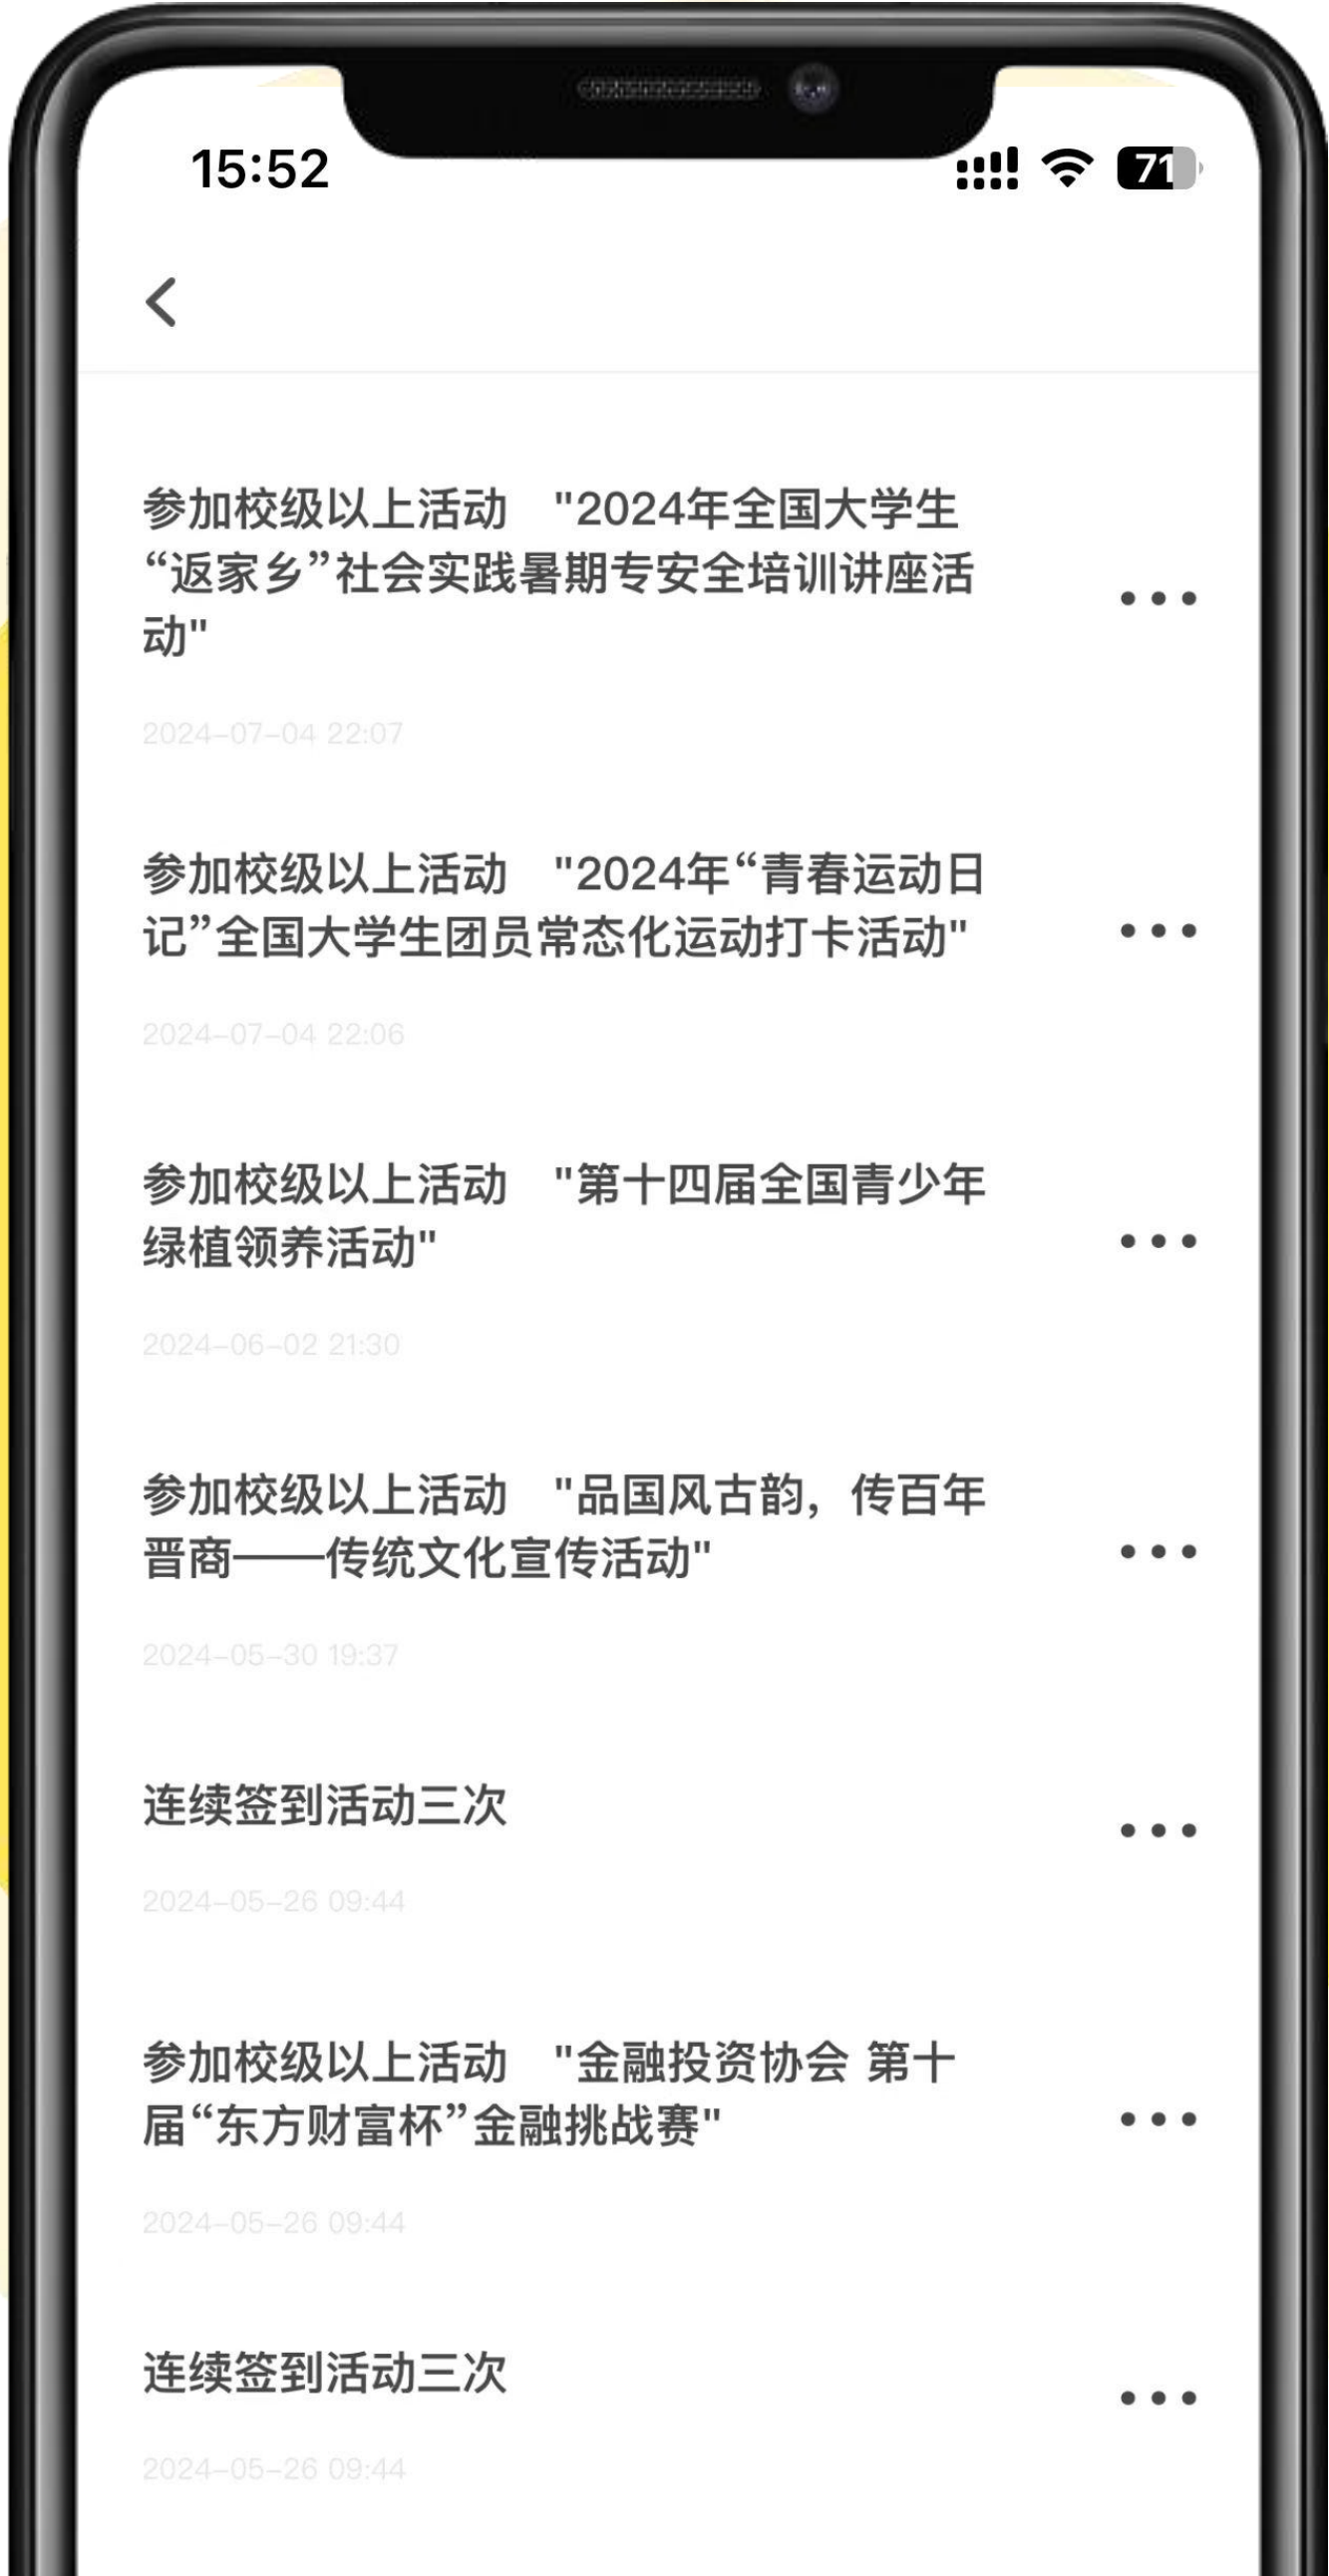 15:52
71
参加校级以上活动 "2024年全国大学生
“返家乡”社会实践暑期专安全培训讲座活
动"
2024-07-04 22:07
参加校级以上活动 "2024年“青春运动日
记”全国大学生团员常态化运动打卡活动"
2024-07-04 22:06
参加校级以上活动 "第十四届全国青少年
绿植领养活动"
2024-06-02 21:30
参加校级以上活动 "品国风古韵，传百年
晋商——传统文化宣传活动"
2024-05-30 19:37
连续签到活动三次
2024-05-26 09:44
参加校级以上活动 "金融投资协会 第十
届“东方财富杯”金融挑战赛"
2024-05-26 09:44
连续签到活动三次
2024-05-26 09:44